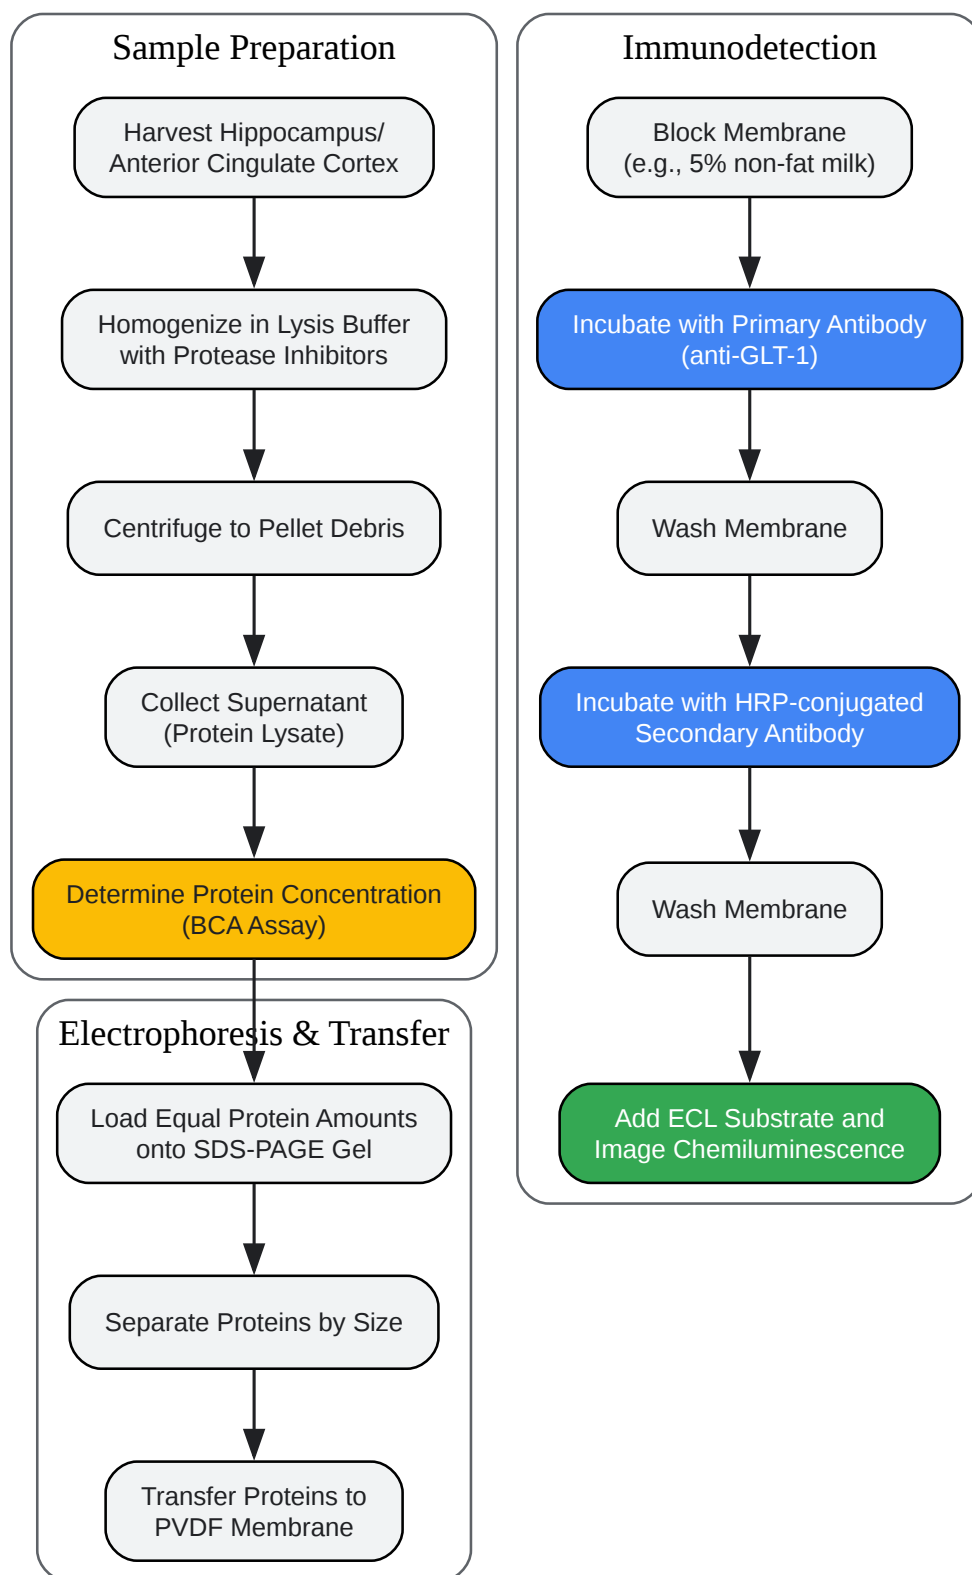 Sample Preparation
Harvest Hippocampus/
Anterior Cingulate Cortex
Homogenize in Lysis Buffer
with Protease Inhibitors
Centrifuge to Pellet Debris
Collect Supernatant
(Protein Lysate)
Determine Protein Concentration
(BCA Assay)
Electrophoresis & Transfer
Load Equal Protein Amounts
onto SDS-PAGE Gel
Separate Proteins by Size
Transfer Proteins to
PVDF Membrane
Immunodetection
Block Membrane
(e.g., 5% non-fat milk)
Incubate with Primary Antibody
(anti-GLT-1)
Wash Membrane
Incubate with HRP-conjugated
Secondary Antibody
Wash Membrane
Add ECL Substrate and
Image Chemiluminescence